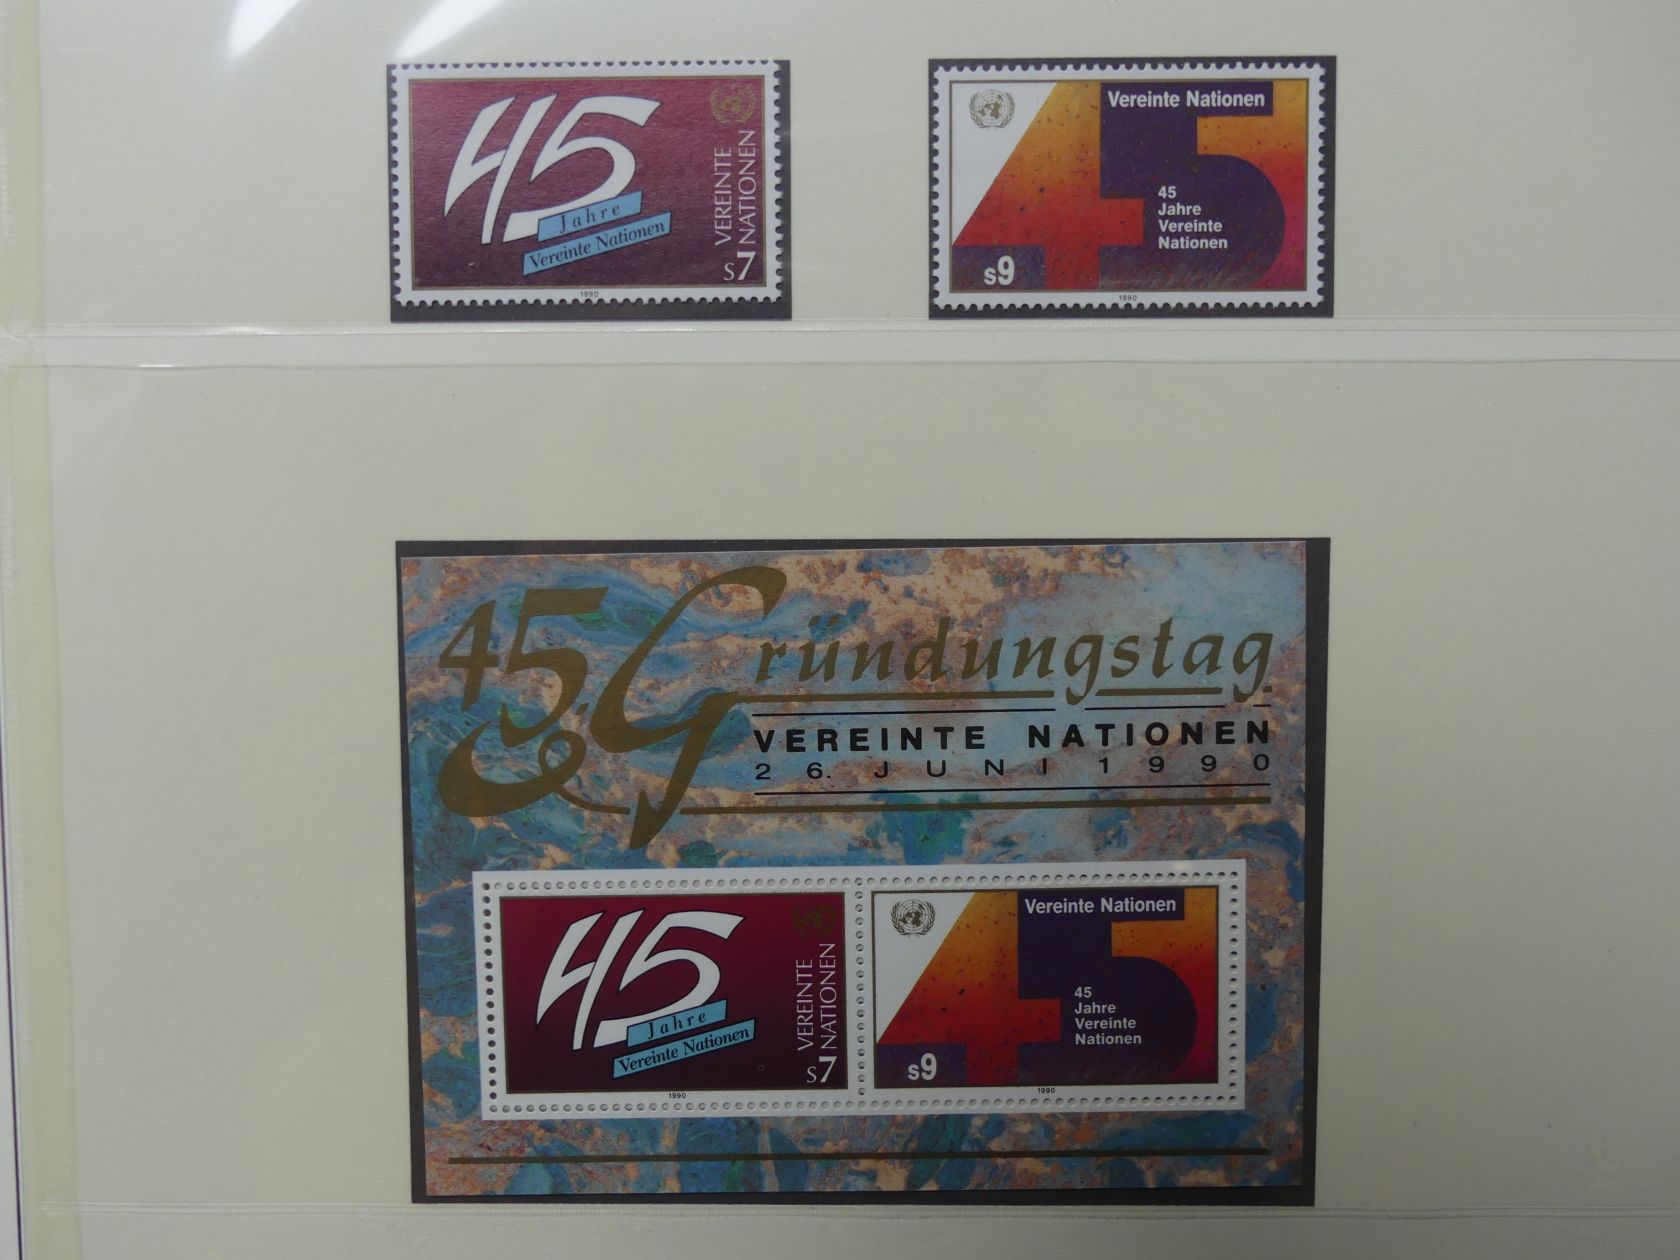 45
Jahre
Vereinte Nationen
VEREINTE
NATIONEN
s7
1990
Vereinte Nationen
45
Jahre
Vereinte
Nationen
s9
1990
45. Gründungstag
VEREINTE NATIONEN
26. JUNI 1990
45
Jahre
Vereinte Nationen
VEREINTE
NATIONEN
s7
1990
Vereinte Nationen
45
Jahre
Vereinte
Nationen
s9
1990